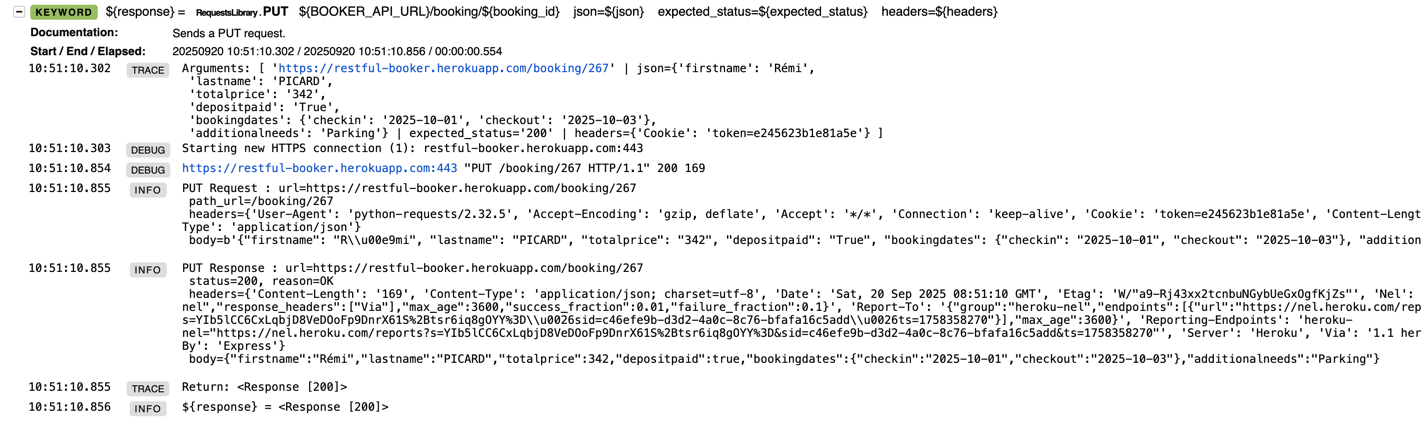 KEYWORD ${response} = RequestsLibrary.PUT ${BOOKER_API_URL}/booking/${booking_id} json=${json} expected_status=${expected_status} headers=${headers}
Documentation: Sends a PUT request.
Start / End / Elapsed: 20250920 10:51:10.302 / 20250920 10:51:10.856 / 00:00:00.554
10:51:10.302 TRACE Arguments: [ 'https://restful-booker.herokuapp.com/booking/267' | json={'firstname': 'Rémi',
'lastname': 'PICARD',
'totalprice': '342',
'depositpaid': 'True',
'bookingdates': {'checkin': '2025-10-01', 'checkout': '2025-10-03'},
'additionalneeds': 'Parking'} | expected_status='200' | headers={'Cookie': 'token=e245623b1e81a5e'} ]
10:51:10.303 DEBUG Starting new HTTPS connection (1): restful-booker.herokuapp.com:443
10:51:10.854 DEBUG https://restful-booker.herokuapp.com:443 "PUT /booking/267 HTTP/1.1" 200 169
10:51:10.855 INFO PUT Request : url=https://restful-booker.herokuapp.com/booking/267
path_url=/booking/267
headers={'User-Agent': 'python-requests/2.32.5', 'Accept-Encoding': 'gzip, deflate', 'Accept': '*/*', 'Connection': 'keep-alive', 'Cookie': 'token=e245623b1e81a5e', 'Content-Lengt
Type': 'application/json'}
body=b'{"firstname": "R\\u00e9mi", "lastname": "PICARD", "totalprice": "342", "depositpaid": "True", "bookingdates": {"checkin": "2025-10-01", "checkout": "2025-10-03"}, "addition
10:51:10.855 INFO PUT Response : url=https://restful-booker.herokuapp.com/booking/267
status=200, reason=OK
headers={'Content-Length': '169', 'Content-Type': 'application/json; charset=utf-8', 'Date': 'Sat, 20 Sep 2025 08:51:10 GMT', 'Etag': 'W/"a9-Rj43xx2tcnbuNGybUeGxOgfKjZs"', 'Nel':
nel","response_headers":["Via"],"max_age":3600,"success_fraction":0.01,"failure_fraction":0.1}', 'Report-To': '{"group":"heroku-nel","endpoints":[{"url":"https://nel.heroku.com/rep
s=YIb5lCC6CxLqbjD8VeDOoFp9DnrX61S%2Btsr6iq8gOYY%3D\\u0026sid=c46efe9b-d3d2-4a0c-8c76-bfafa16c5add\\u0026ts=1758358270"}],"max_age":3600}', 'Reporting-Endpoints': 'heroku-
nel="https://nel.heroku.com/reports?s=YIb5lCC6CxLqbjD8VeDOoFp9DnrX61S%2Btsr6iq8gOYY%3D&sid=c46efe9b-d3d2-4a0c-8c76-bfafa16c5add&ts=1758358270"', 'Server': 'Heroku', 'Via': '1.1 her
By': 'Express'}
body={"firstname":"Rémi","lastname":"PICARD","totalprice":342,"depositpaid":true,"bookingdates":{"checkin":"2025-10-01","checkout":"2025-10-03"},"additionalneeds":"Parking"}
10:51:10.855 TRACE Return: <Response [200]>
10:51:10.856 INFO ${response} = <Response [200]>